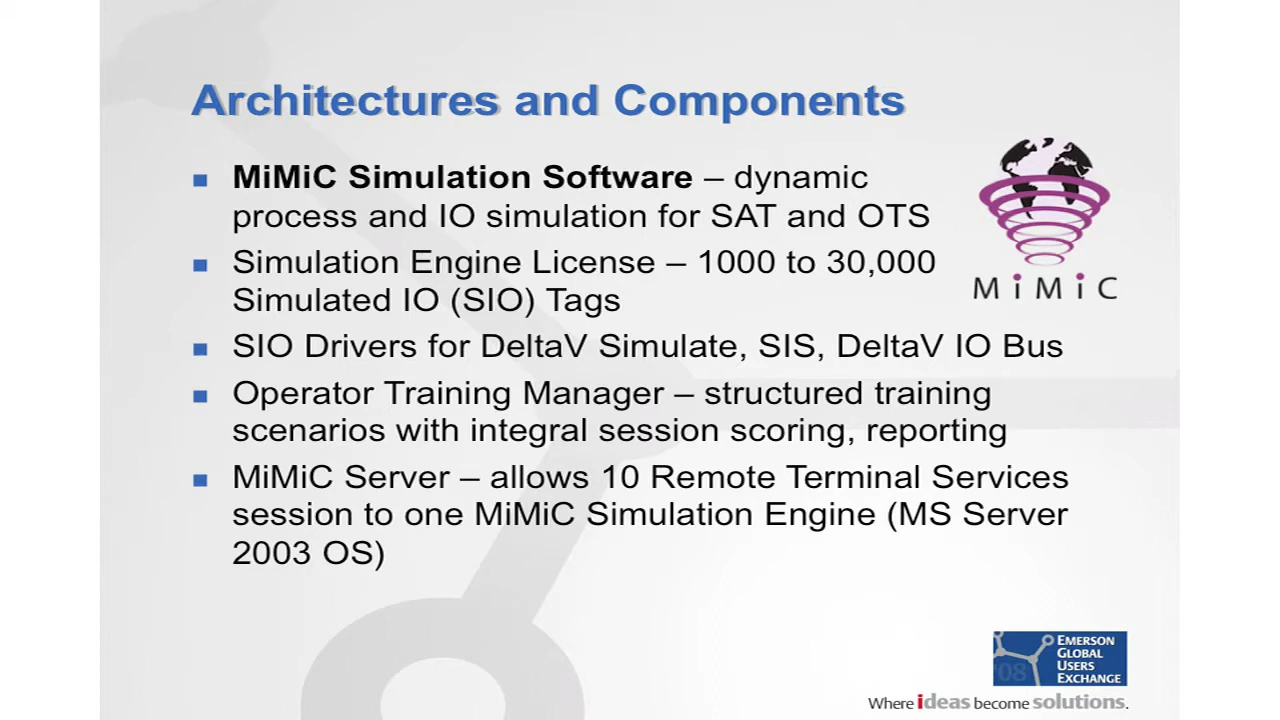 Architectures and Components
MiMiC Simulation Software – dynamic
process and IO simulation for SAT and OTS
Simulation Engine License – 1000 to 30,000
Simulated IO (SIO) Tags
MiMiC
SIO Drivers for DeltaV Simulate, SIS, DeltaV IO Bus
Operator Training Manager – structured training
scenarios with integral session scoring, reporting
MiMiC Server – allows 10 Remote Terminal Services
session to one MiMiC Simulation Engine (MS Server
2003 OS)
'08
EMERSON
GLOBAL
USERS
EXCHANGE
Where ideas become solutions.